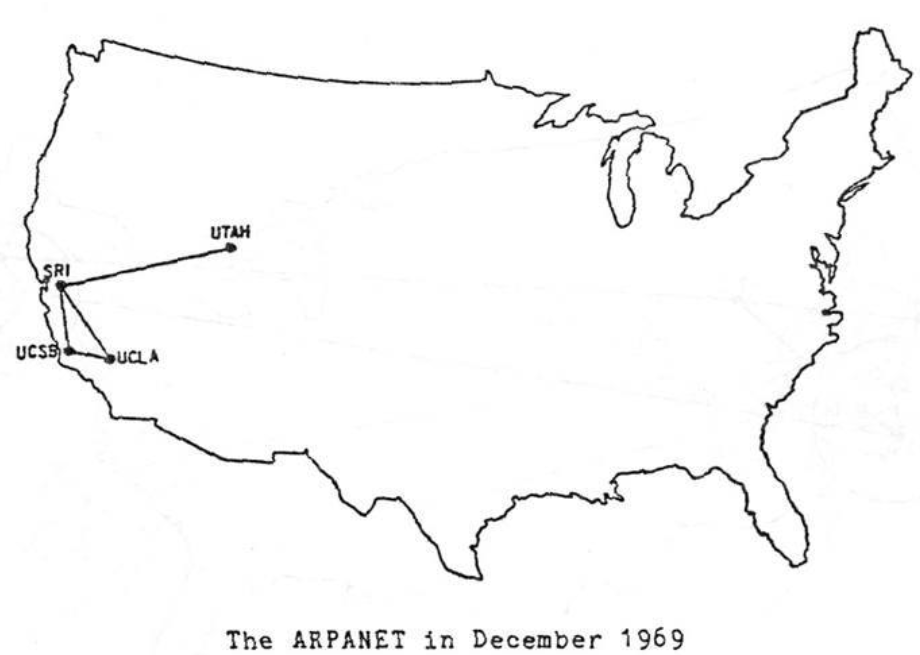 UTAH
SRI
UCSB
UCLA
The ARPANET in December 1969